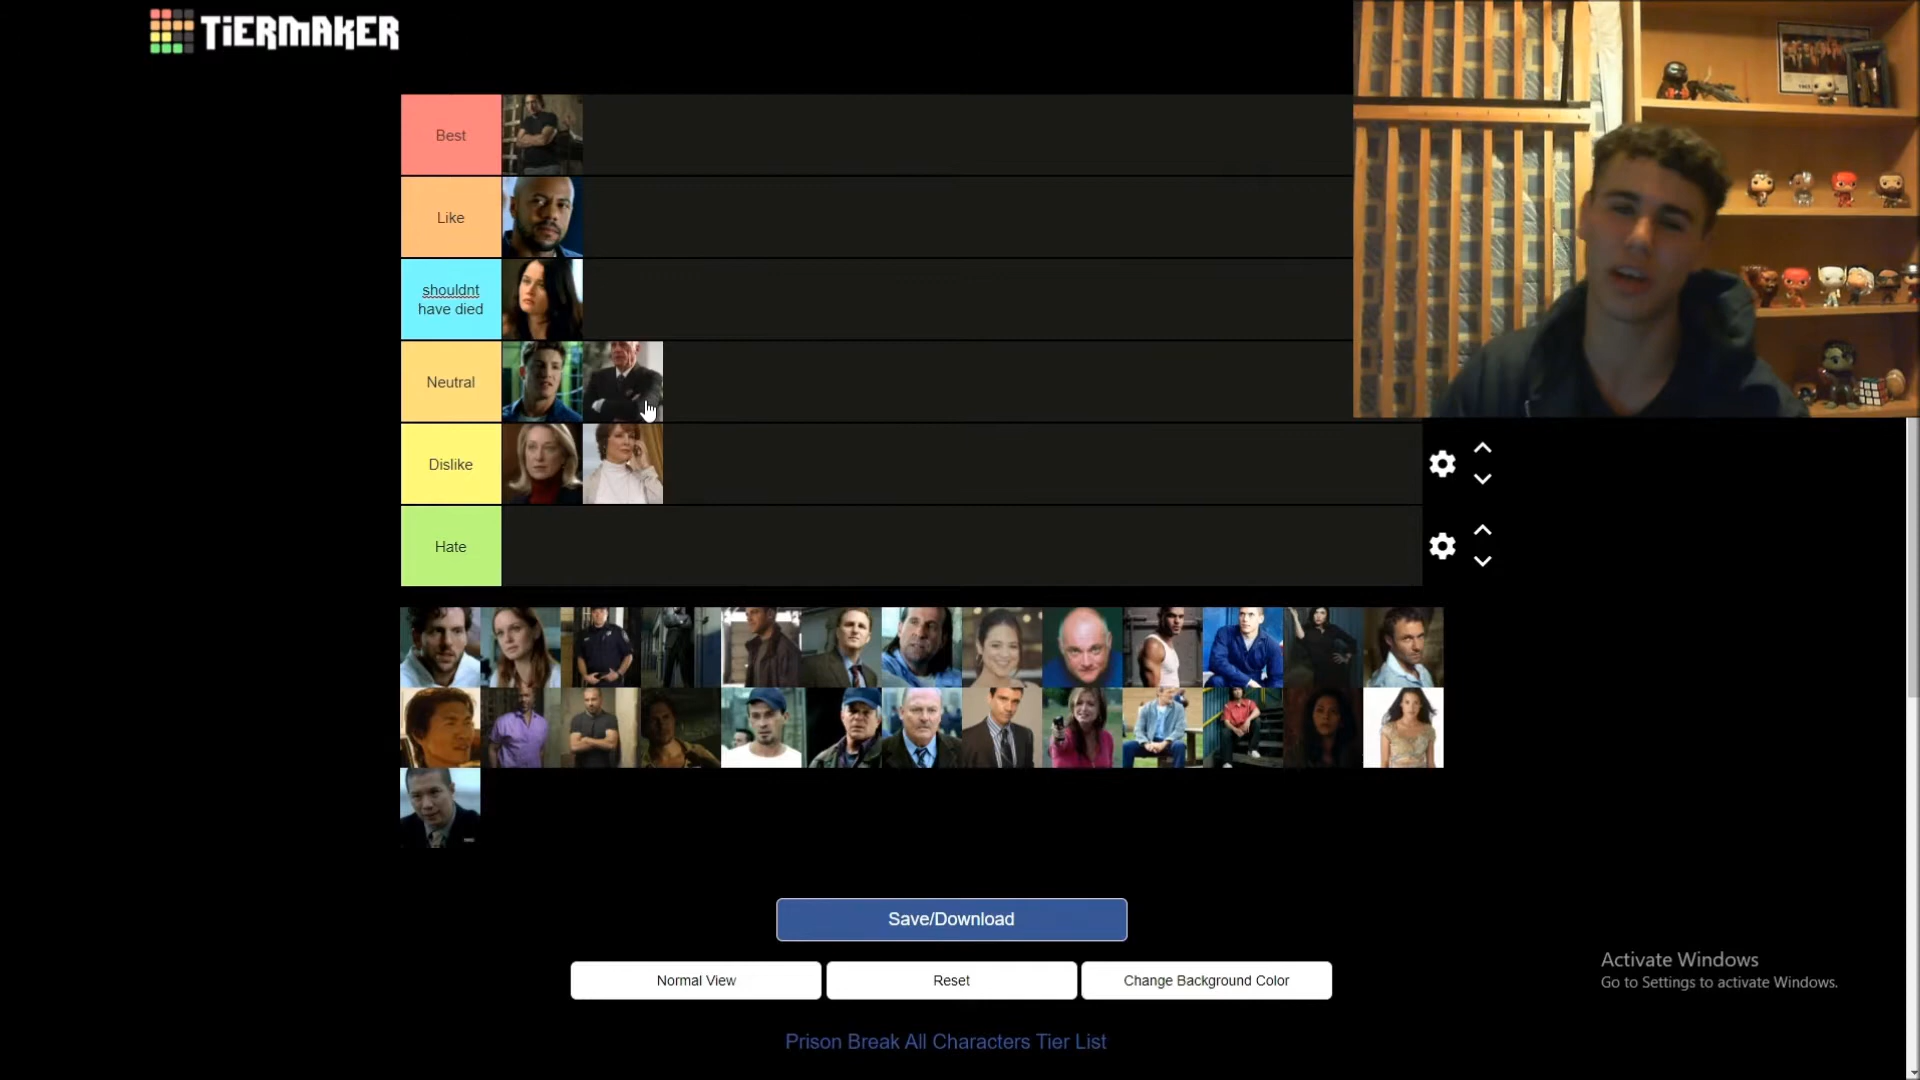 TiERMAKER
Best
Like
shouldnt
have died
Neutral
Dislike
Hate
Save/Download
Normal View
Reset
Change Background Color
Activate Windows
Go to Settings to activate Windows.
Prison Break All Characters Tier List